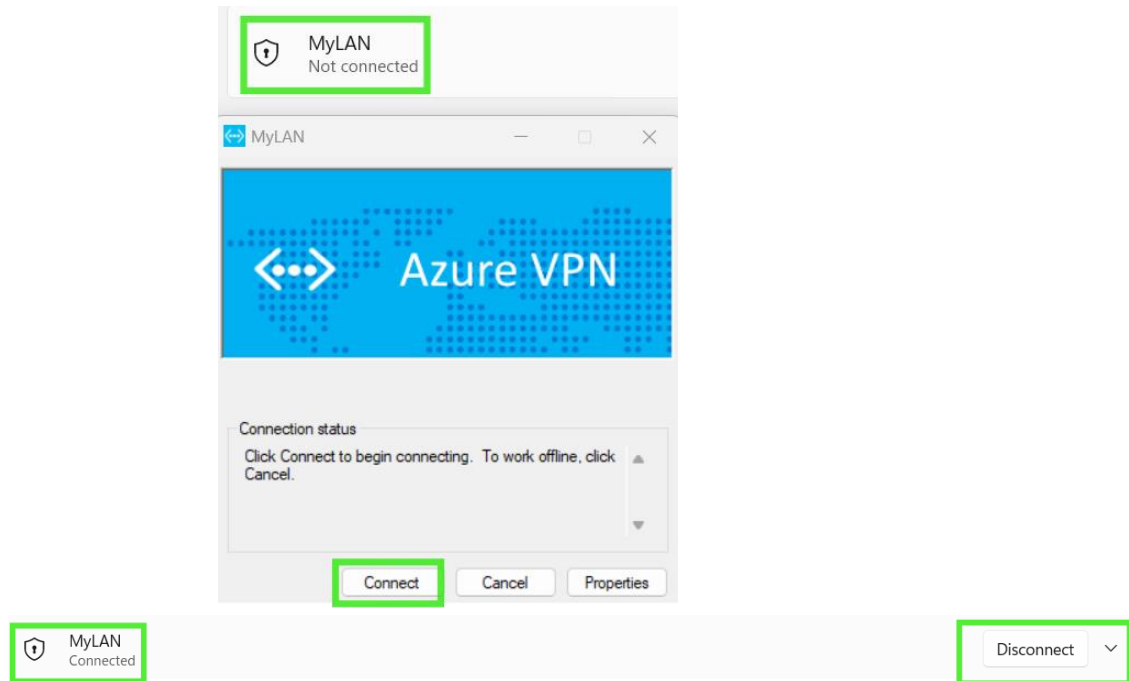 MyLAN
Not connected
MyLAN
Azure VPN
Connection status
Click Connect to begin connecting.  To work offline, click
Cancel.
Connect Cancel Properties
MyLAN
Connected
Disconnect